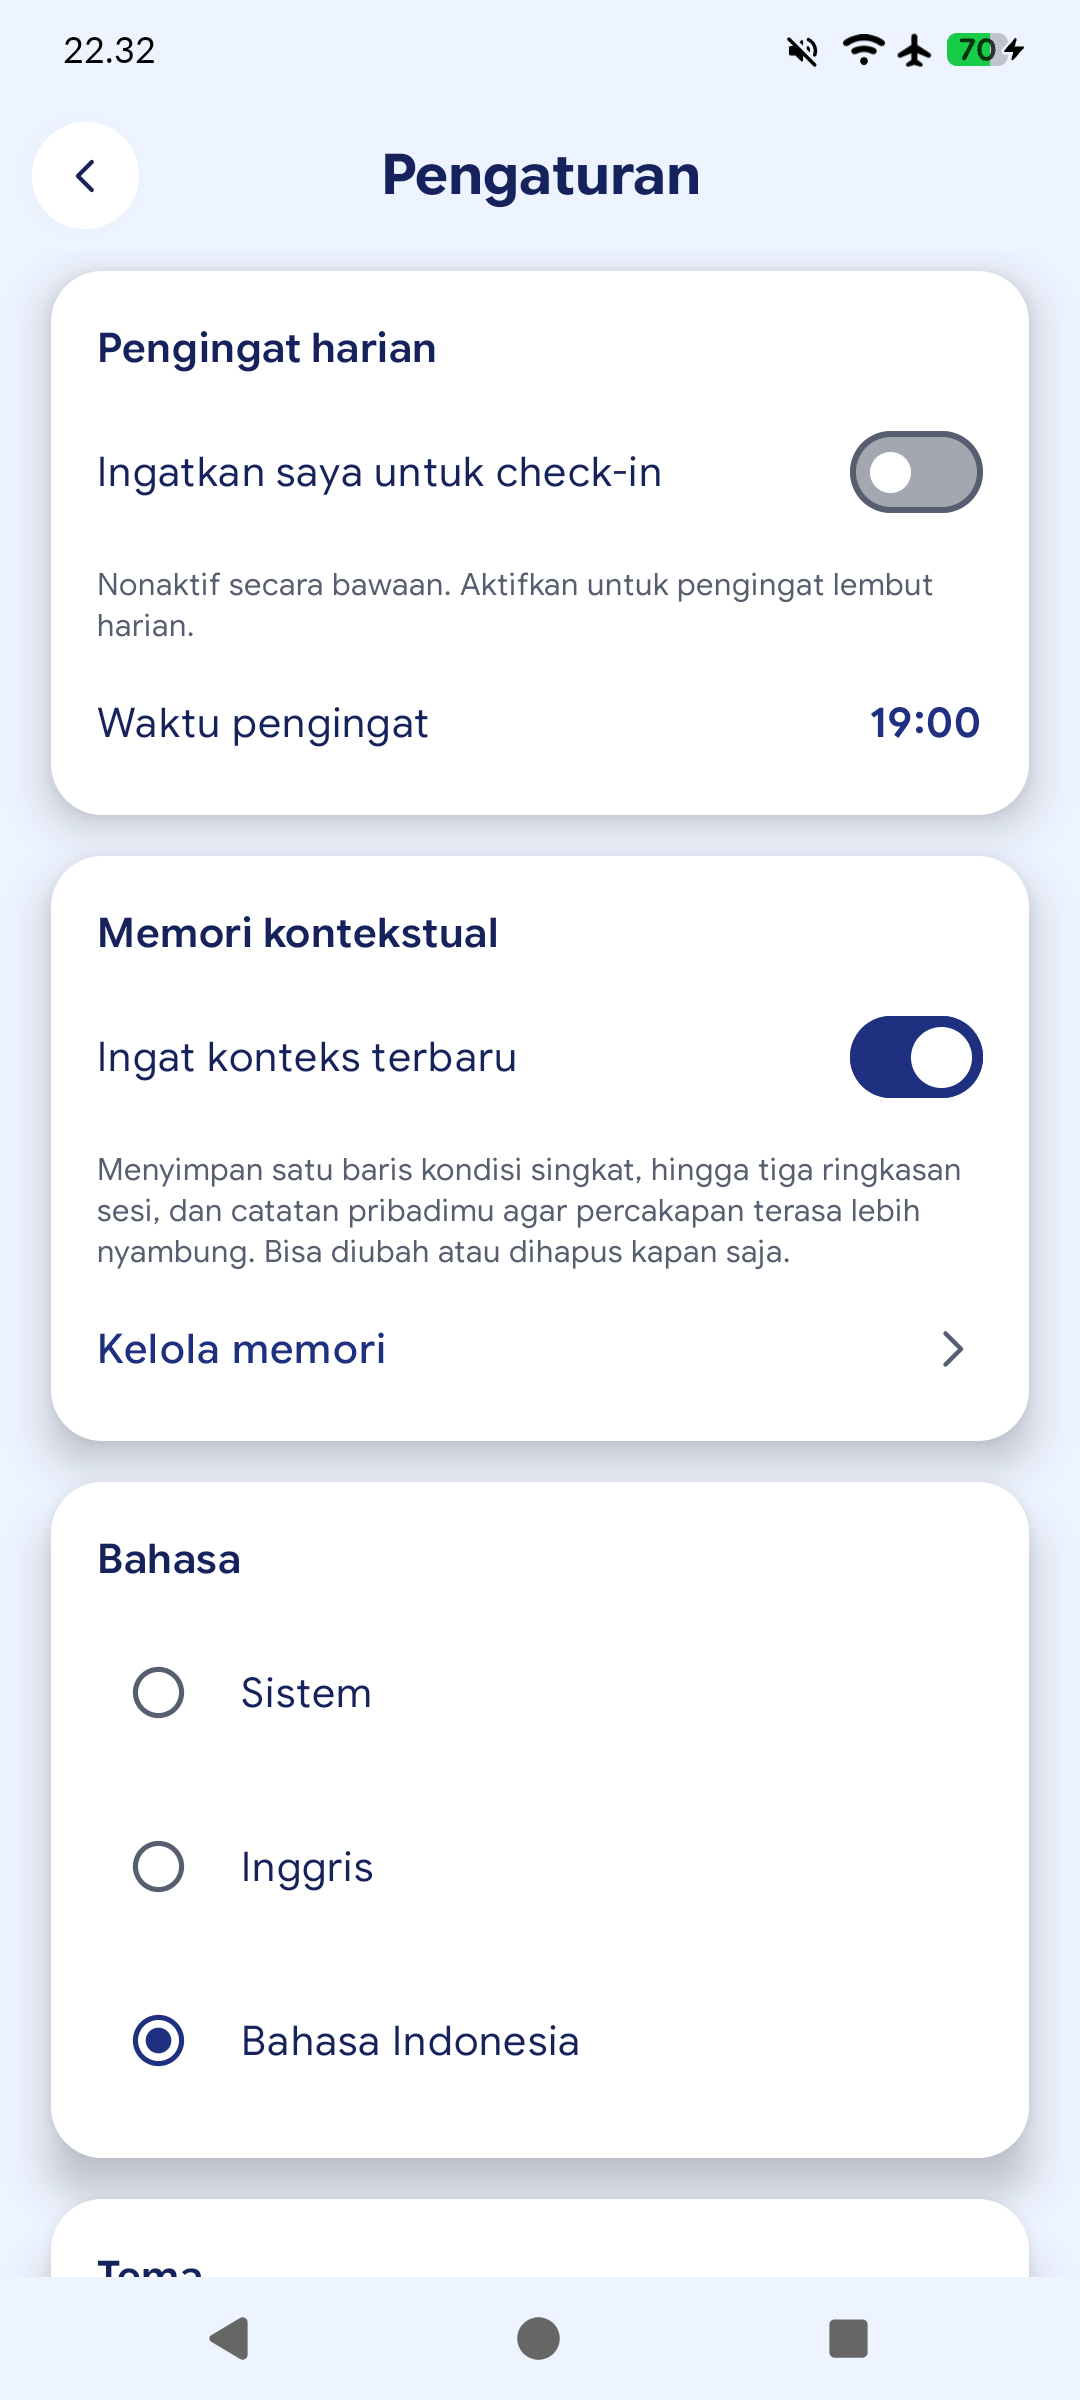 22.32
70
Pengaturan
Pengingat harian
Ingatkan saya untuk check-in
Nonaktif secara bawaan. Aktifkan untuk pengingat lembut
harian.
Waktu pengingat
19:00
Memori kontekstual
Ingat konteks terbaru
Menyimpan satu baris kondisi singkat, hingga tiga ringkasan
sesi, dan catatan pribadimu agar percakapan terasa lebih
nyambung. Bisa diubah atau dihapus kapan saja.
Kelola memori
Bahasa
Sistem
Inggris
Bahasa Indonesia
Tema